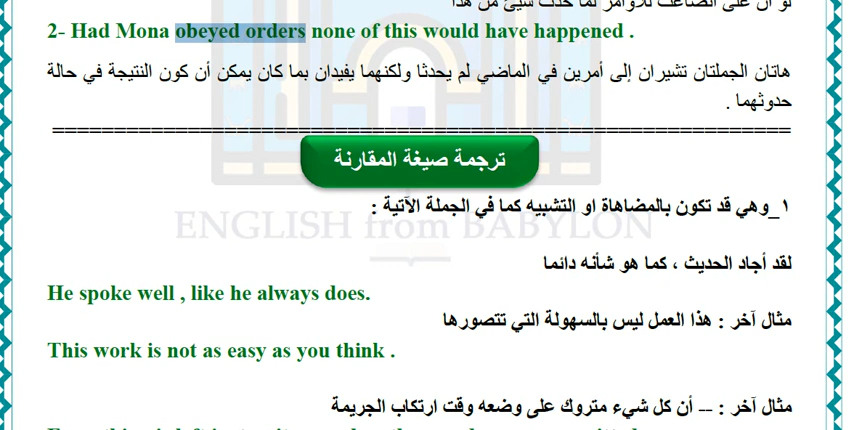 لو أن
2- Had Mona obeyed orders none of this would have happened .
هاتان الجملتان تشيران إلى أمرين في الماضي لم يحدثا ولكنهما يفيدان بما كان يمكن أن كون النتيجة في حالة
حدوثهما .
ترجمة صيغة المقارنة
١_وهي قد تكون بالمضاهاة او التشبيه كما في الجملة الآتية :
ENGLISH from BABYLON
لقد أجاد الحديث ، كما هو شأنه دائما
He spoke well , like he always does.
مثال آخر : هذا العمل ليس بالسهولة التي تتصورها
This work is not as easy as you think .
مثال آخر : -- أن كل شيء متروك على وضعه وقت ارتكاب الجريمة